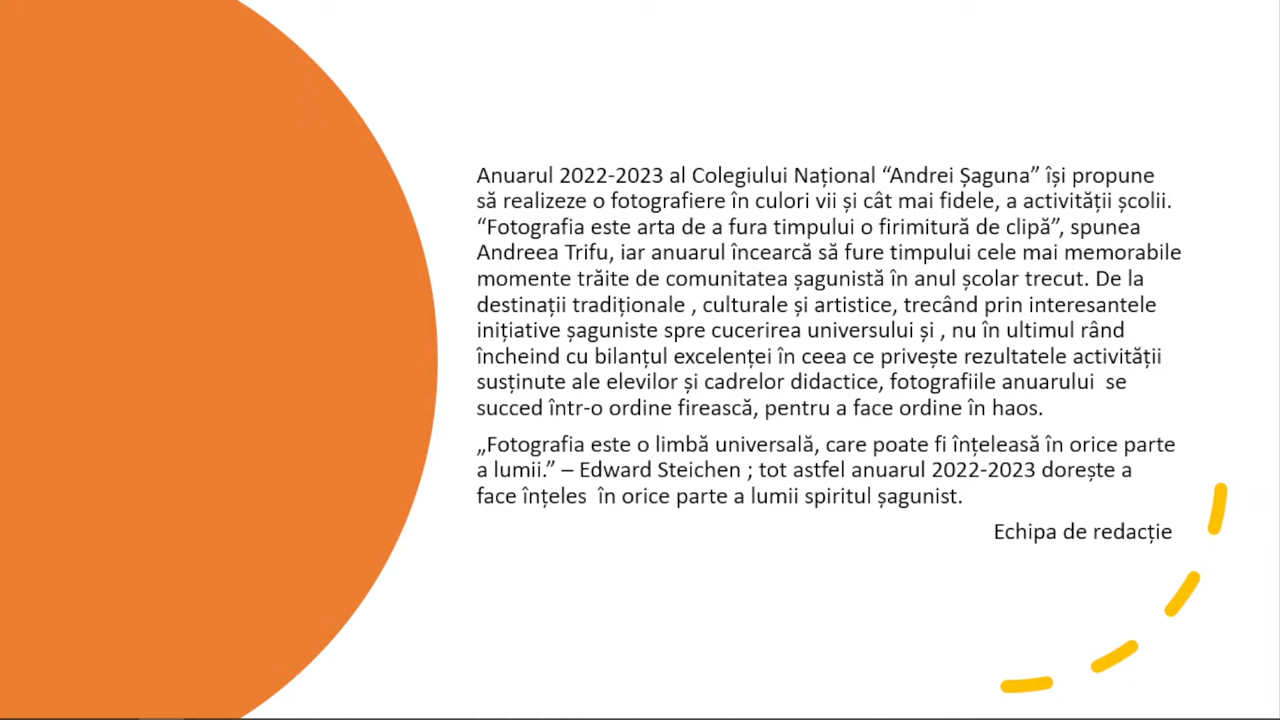 Anuarul 2022-2023 al Colegiului Național “Andrei Șaguna” își propune
să realizeze o fotografiere în culori vii și cât mai fidele, a activității școlii.
“Fotografia este arta de a fura timpului o firimitură de clipă”, spunea
Andreea Trifu, iar anuarul încearcă să fure timpului cele mai memorabile
momente trăite de comunitatea șagunistă în anul școlar trecut. De la
destinații tradiționale , culturale și artistice, trecând prin interesantele
inițiative șaguniste spre cucerirea universului și , nu în ultimul rând
încheind cu bilanțul excelenței în ceea ce privește rezultatele activității
susținute ale elevilor și cadrelor didactice, fotografiile anuarului  se
succed într-o ordine firească, pentru a face ordine în haos.
„Fotografia este o limbă universală, care poate fi înțeleasă în orice parte
a lumii.” – Edward Steichen ; tot astfel anuarul 2022-2023 dorește a
face înțeles  în orice parte a lumii spiritul șagunist.
Echipa de redacție